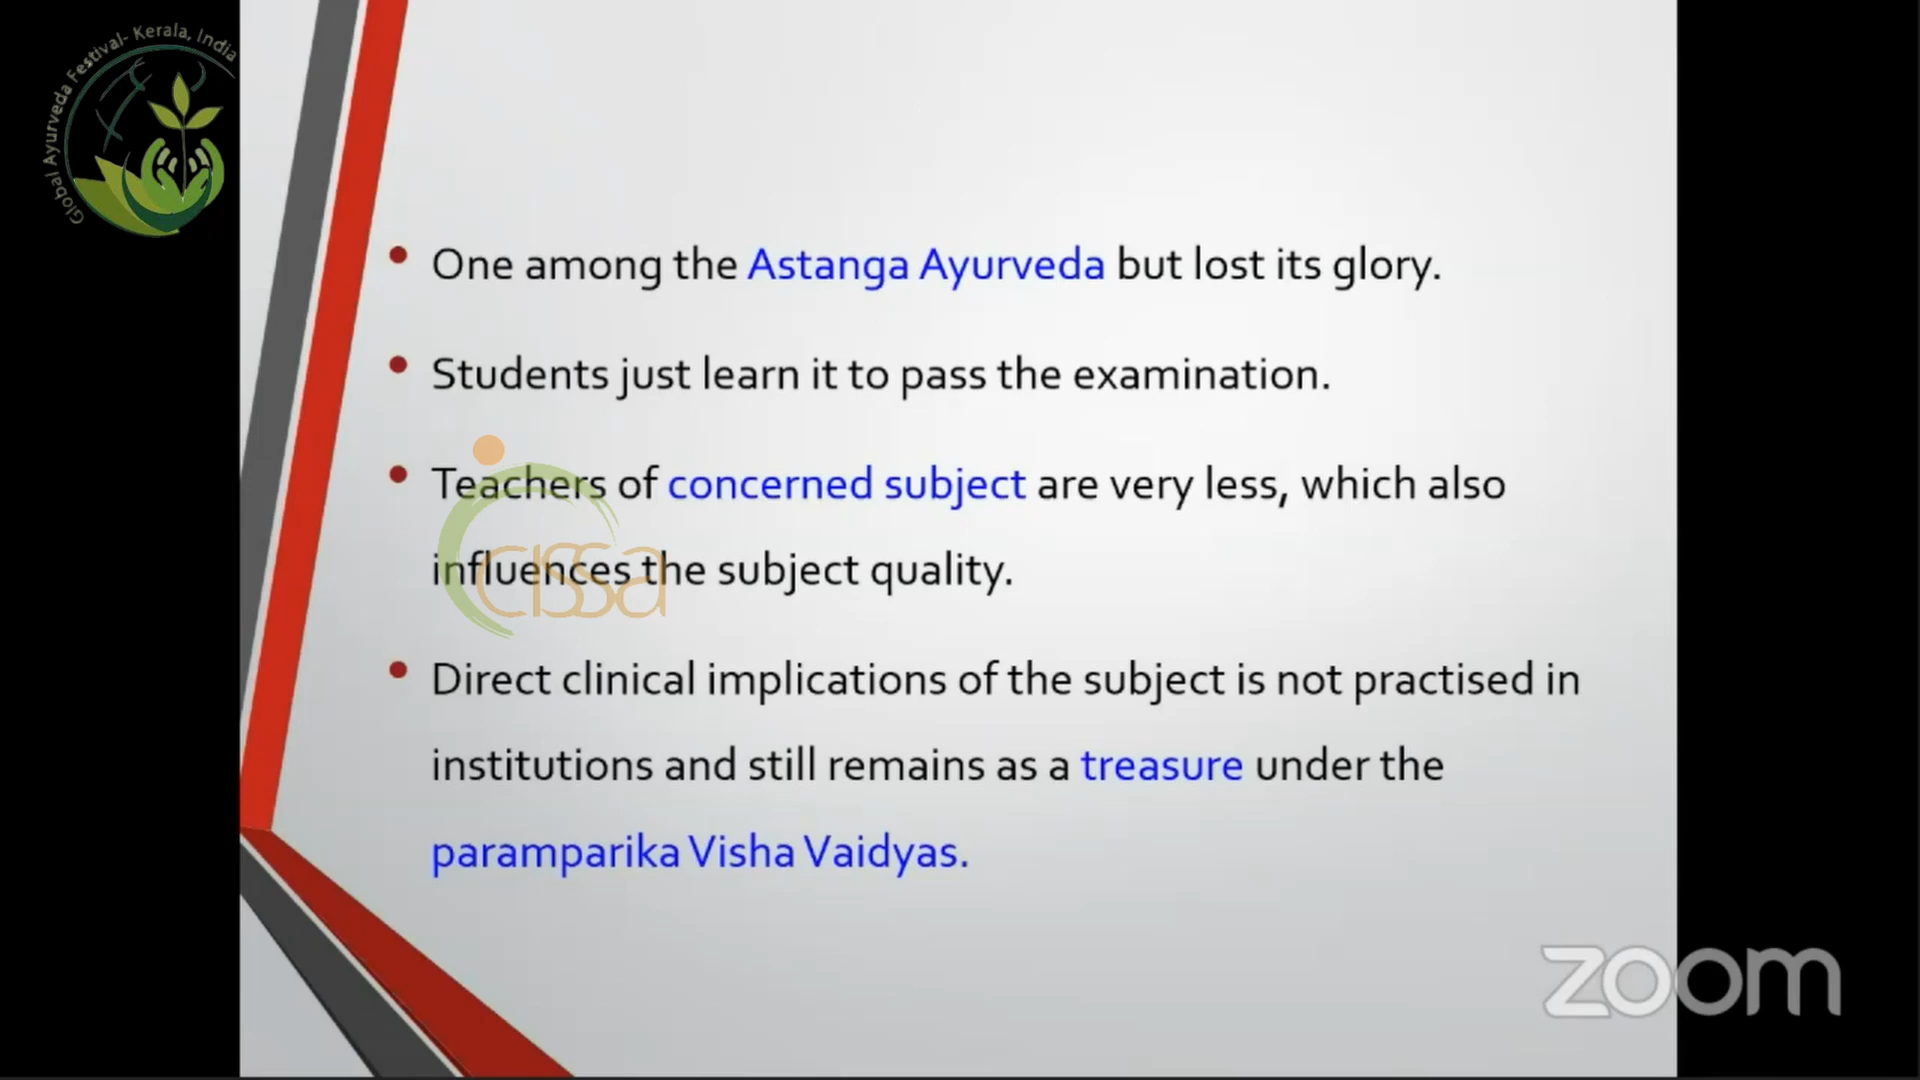 Global Ayurveda Festival- Kerala, India
One among the Astanga Ayurveda but lost its glory.
Students just learn it to pass the examination.
Teachers of concerned subject are very less, which also
influences the subject quality.
cissa
Direct clinical implications of the subject is not practised in
institutions and still remains as a treasure under the
paramparika Visha Vaidyas.
zoom